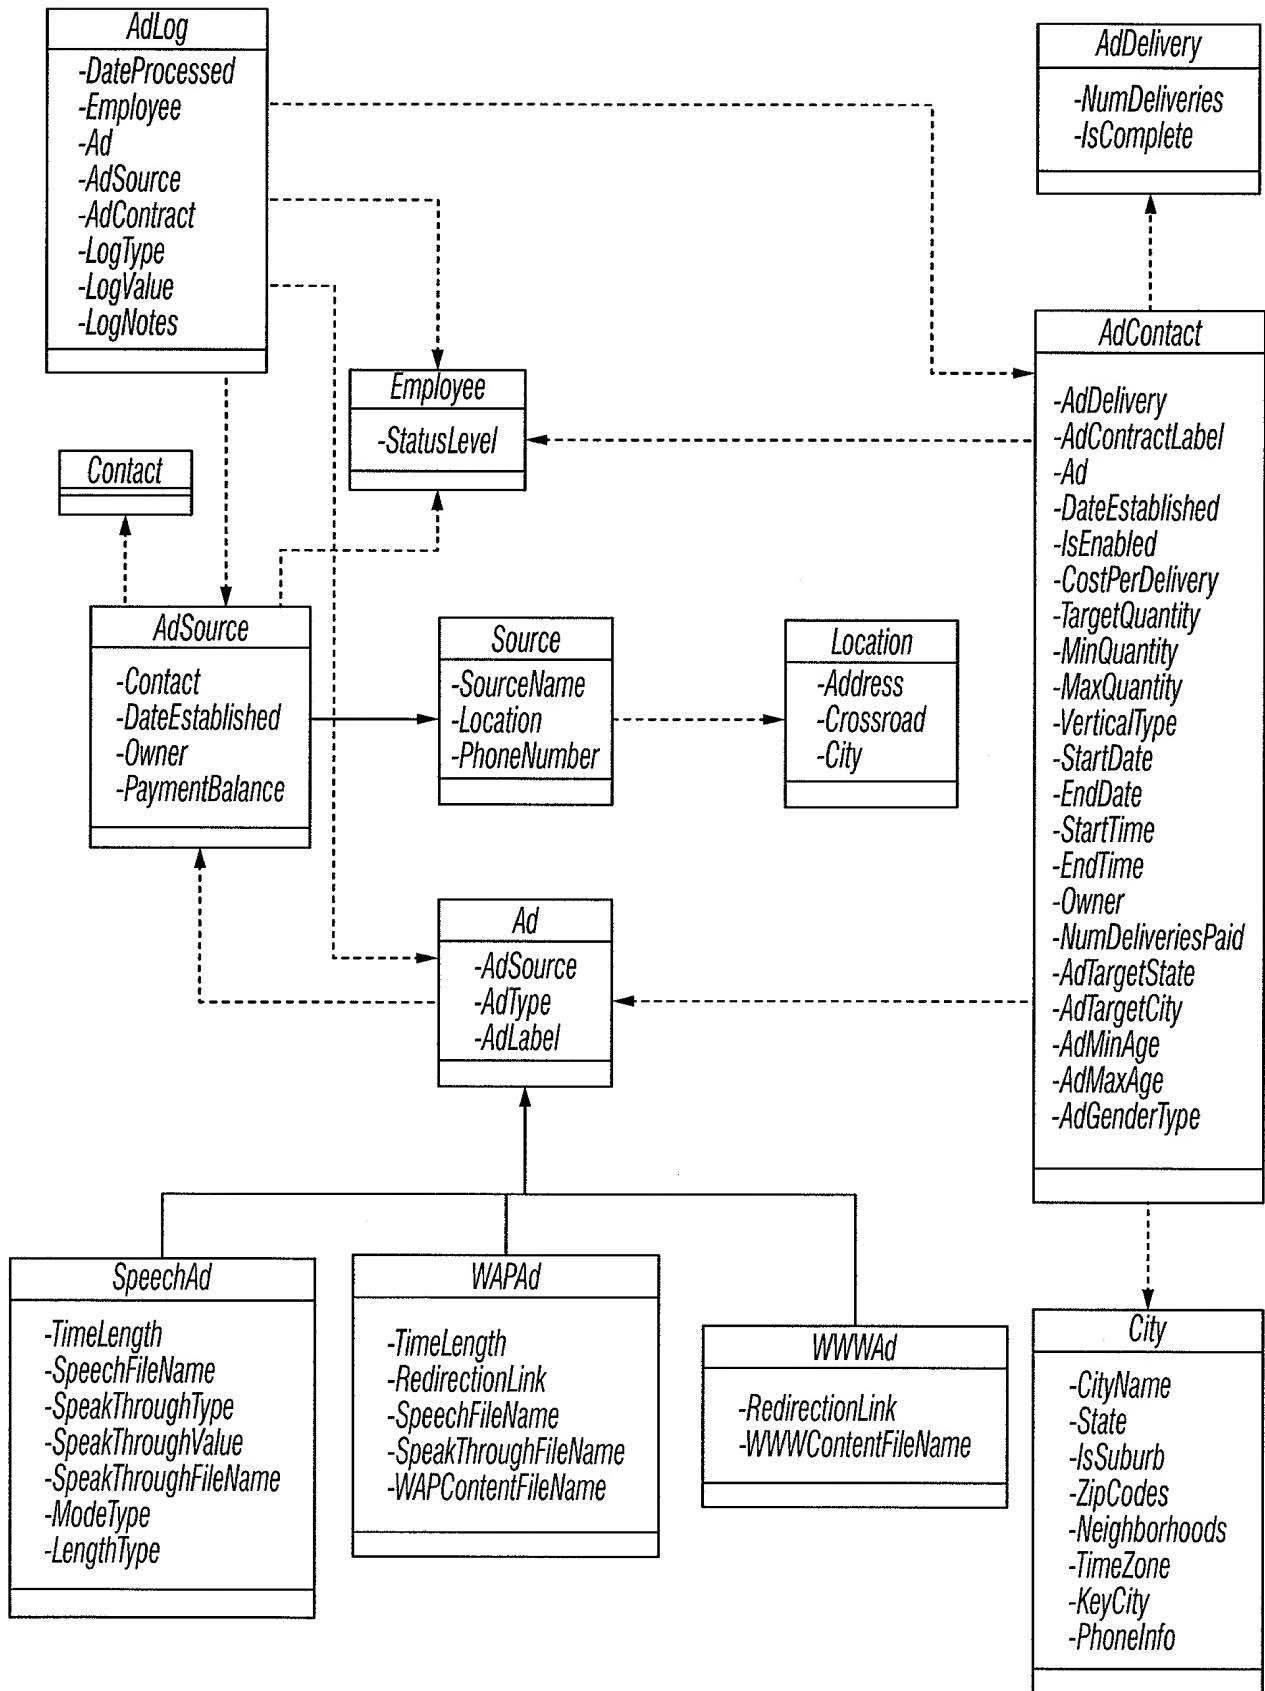 AdLog
-DateProcessed
-Employee
-Ad
-AdSource
-AdContract
-LogType
-LogValue
-LogNotes
AdDelivery
-NumDeliveries
-IsComplete
Employee
-StatusLevel
Contact
AdContact
-AdDelivery
-AdContractLabel
-Ad
-DateEstablished
-IsEnabled
-CostPerDelivery
-TargetQuantity
-MinQuantity
-MaxQuantity
-VerticalType
-StartDate
-EndDate
-StartTime
-EndTime
-Owner
-NumDeliveriesPaid
-AdTargetState
-AdTargetCity
-AdMinAge
-AdMaxAge
-AdGenderType
AdSource
-Contact
-DateEstablished
-Owner
-PaymentBalance
Source
-SourceName
-Location
-PhoneNumber
Location
-Address
-Crossroad
-City
Ad
-AdSource
-AdType
-AdLabel
SpeechAd
-TimeLength
-SpeechFileName
-SpeakThroughType
-SpeakThroughValue
-SpeakThroughFileName
-ModeType
-LengthType
WAPAd
-TimeLength
-RedirectionLink
-SpeechFileName
-SpeakThroughFileName
-WAPContentFileName
WWWAd
-RedirectionLink
-WWWContentFileName
City
-CityName
-State
-IsSuburb
-ZipCodes
-Neighborhoods
-TimeZone
-KeyCity
-PhoneInfo